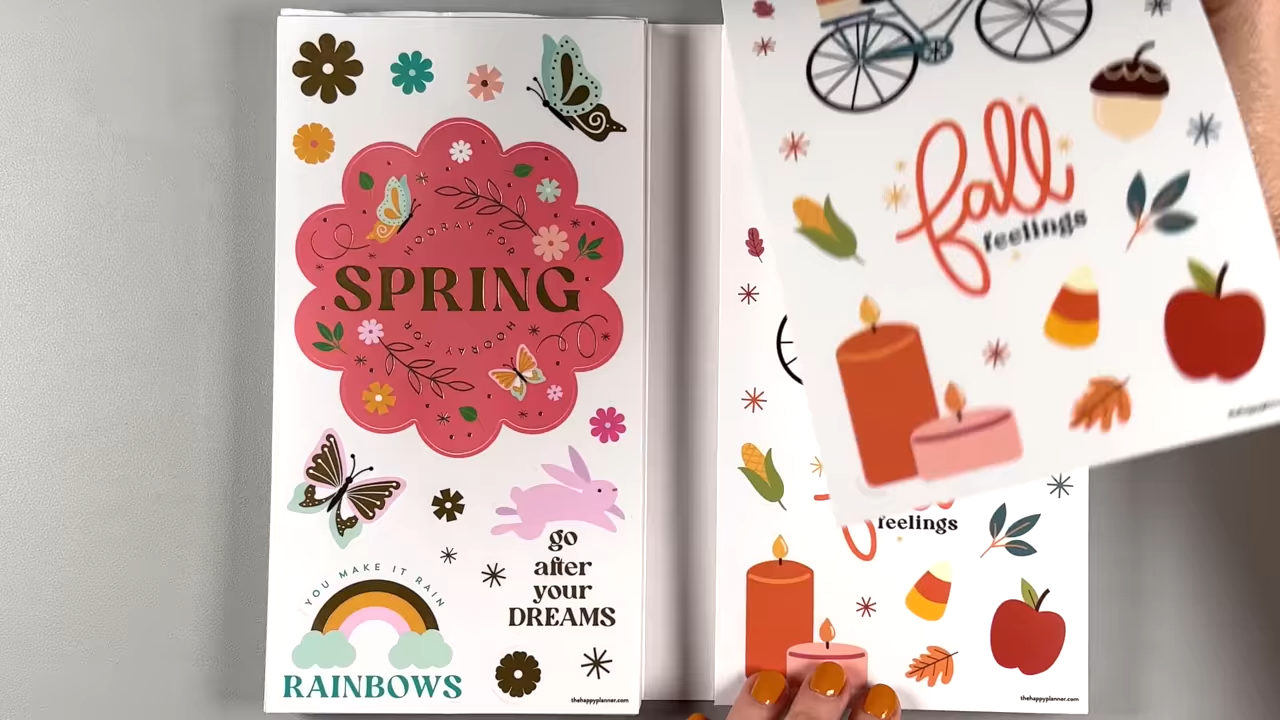 HOORAY FOR
SPRING
HOORAY FOR
go
after
your
DREAMS
YOU MAKE IT RAIN
RAINBOWS
thehappyplanner.com
fall
feelings
feelings
thehappyplanner.com